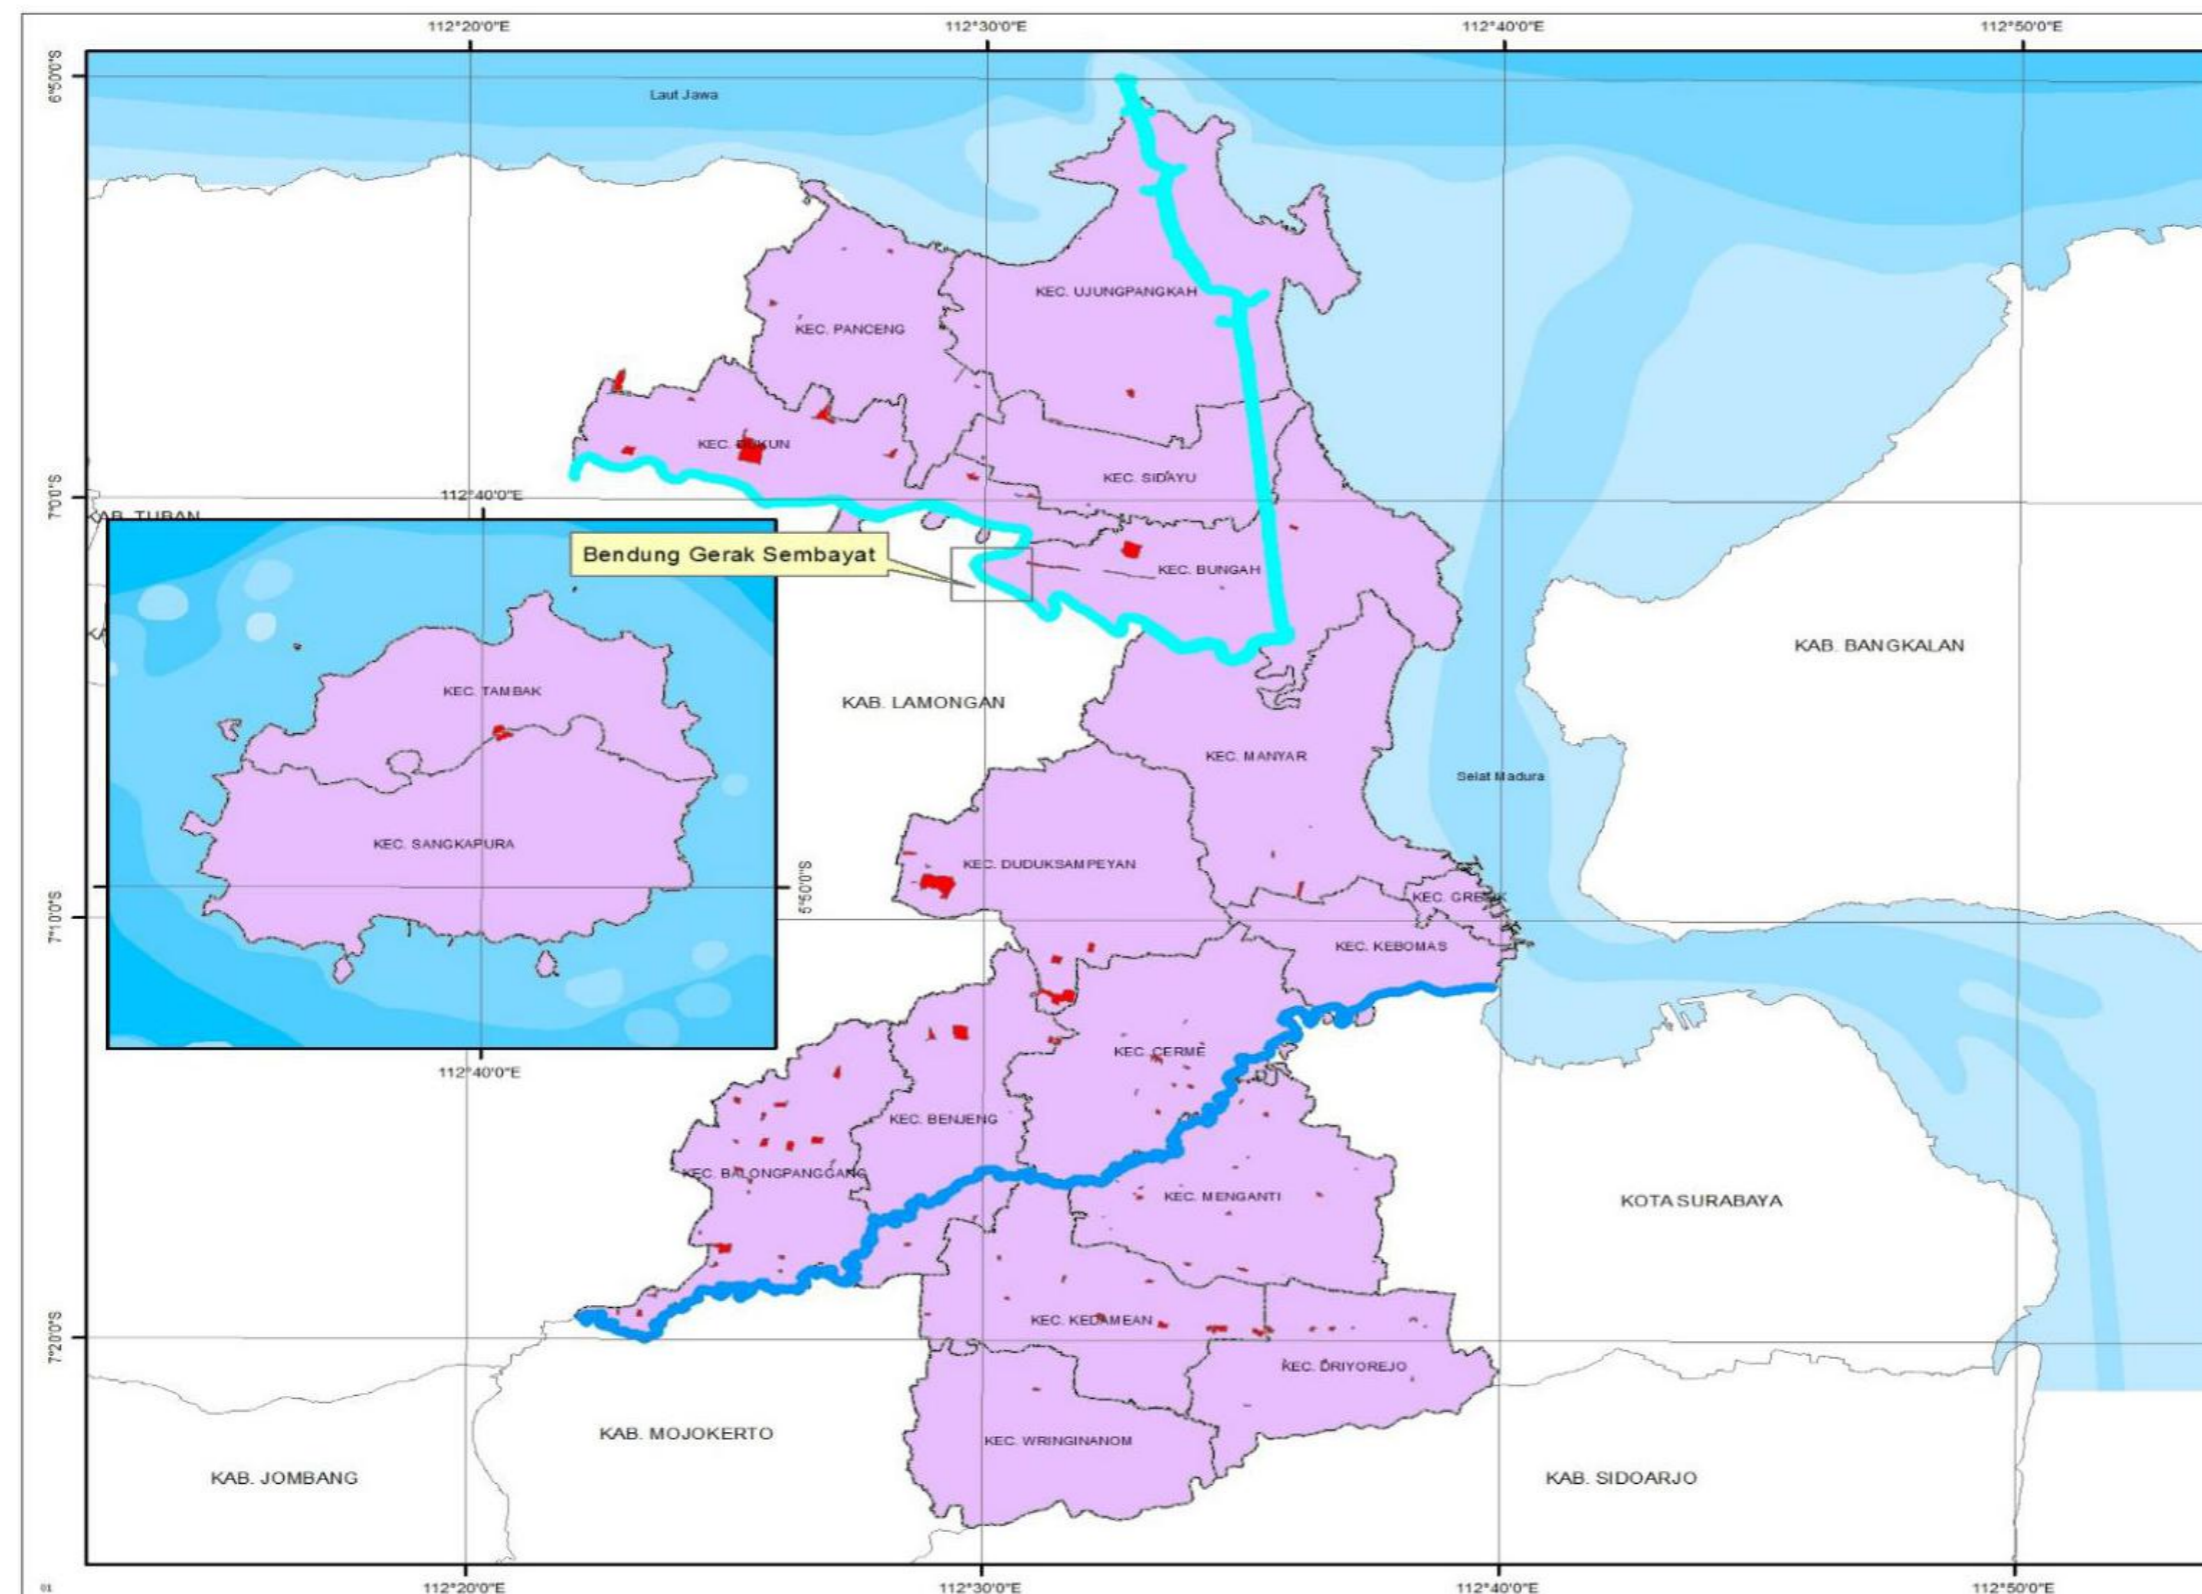 112°20'0"E
112°30'0"E
112°40'0"E
112°50'0"E
6°50'0"S
Laut Jawa
KEC. UJUNGPANGKAH
KEC. PANCENG
KEC. DUKUN
KEC. SIDAYU
112°40'0"E
7°0'0"S
KAB. TUBAN
Bendung Gerak Sembayat
KEC. BUNGAH
KAB. BANGKALAN
KEC. TAMBAK
KAB. LAMONGAN
KEC. MANYAR
Selat Madura
KEC. SANGKAPURA
KEC. DUDUKSAMPEYAN
5°50'0"S
KEC. GRESIK
7°10'0"S
KEC. KEBOMAS
KEC. CERME
112°40'0"E
KEC. BENJENG
KEC. BALONGPANGGANG
KEC. MENGANTI
KOTA SURABAYA
KEC. KEDAMEAN
7°20'0"S
KEC. DRIYOREJO
KAB. MOJOKERTO
KEC. WRINGINANOM
KAB. JOMBANG
KAB. SIDOARJO
112°20'0"E
112°30'0"E
112°40'0"E
112°50'0"E